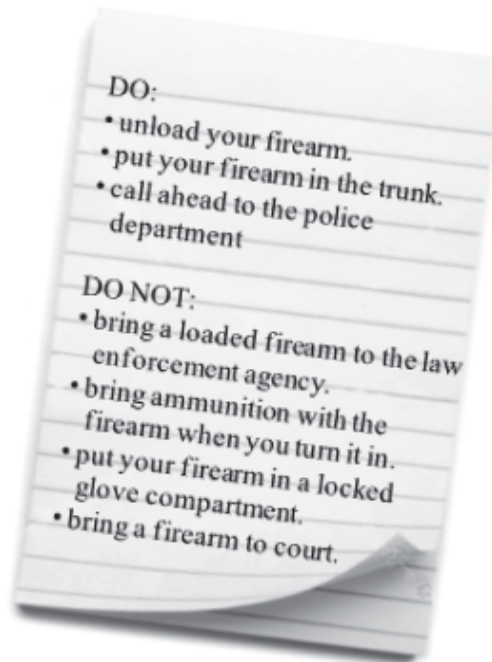 DO:
• unload your firearm.
• put your firearm in the trunk.
• call ahead to the police
department
DO NOT:
• bring a loaded firearm to the law
enforcement agency.
• bring ammunition with the
firearm when you turn it in.
• put your firearm in a locked
glove compartment.
• bring a firearm to court.